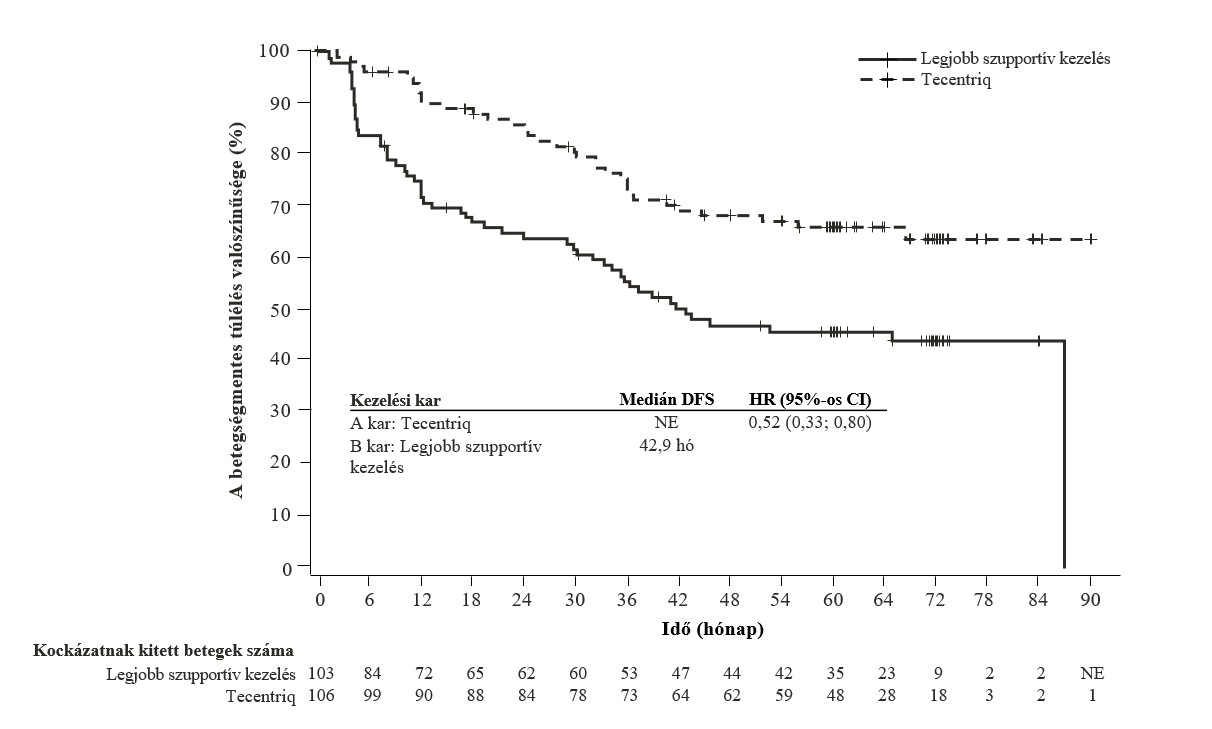 Legjobb szupportív kezelés
Tecentriq
A betegségmentes túlélés valószínűsége (%)
100
90
80
70
60
50
40
30
20
10
0
Kezelési kar Medián DFS HR (95%-os CI)
A kar: Tecentriq NE 0,52 (0,33; 0,80)
B kar: Legjobb szupportív 42,9 hó
kezelés
0 6 12 18 24 30 36 42 48 54 60 64 72 78 84 90
Idő (hónap)
Kockázatnak kitett betegek száma
Legjobb szupportív kezelés 103 84 72 65 62 60 53 47 44 42 35 23 9 2 2 NE
Tecentriq 106 99 90 88 84 78 73 64 62 59 48 28 18 3 2 1